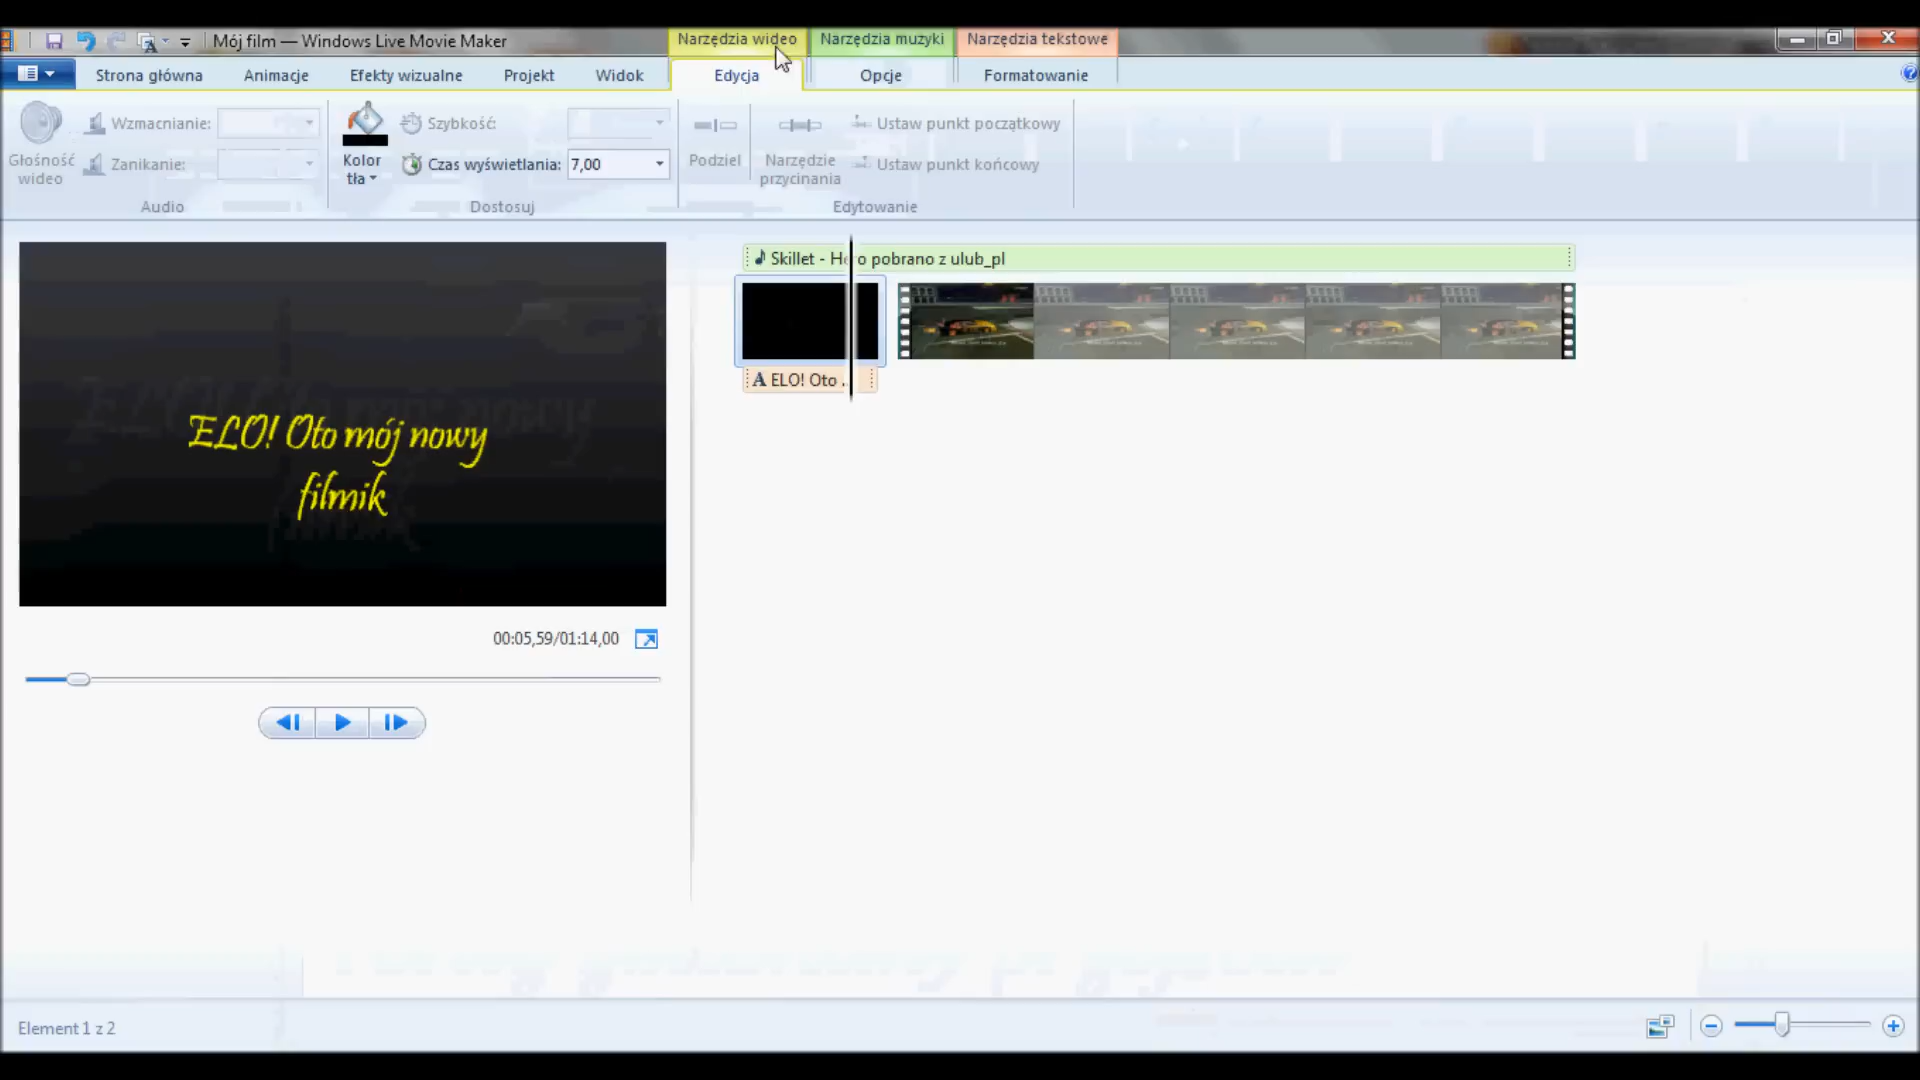 Mój film — Windows Live Movie Maker
Narzędzia wideo
Narzędzia muzyki
Narzędzia tekstowe
Strona główna
Animacje
Efekty wizualne
Projekt
Widok
Edycja
Opcje
Formatowanie
Głośność
wideo
Wzmacnianie:
Zanikanie:
Audio
Kolor
tła
Szybkość:
Czas wyświetlania: 7,00
Dostosuj
Podziel
Narzędzie
przycinania
Ustaw punkt początkowy
Ustaw punkt końcowy
Edytowanie
ELO! Oto mój nowy
filmik
00:05,59/01:14,00
Skillet - Hero pobrano z ulub_pl
A ELO! Oto ...
Element 1 z 2